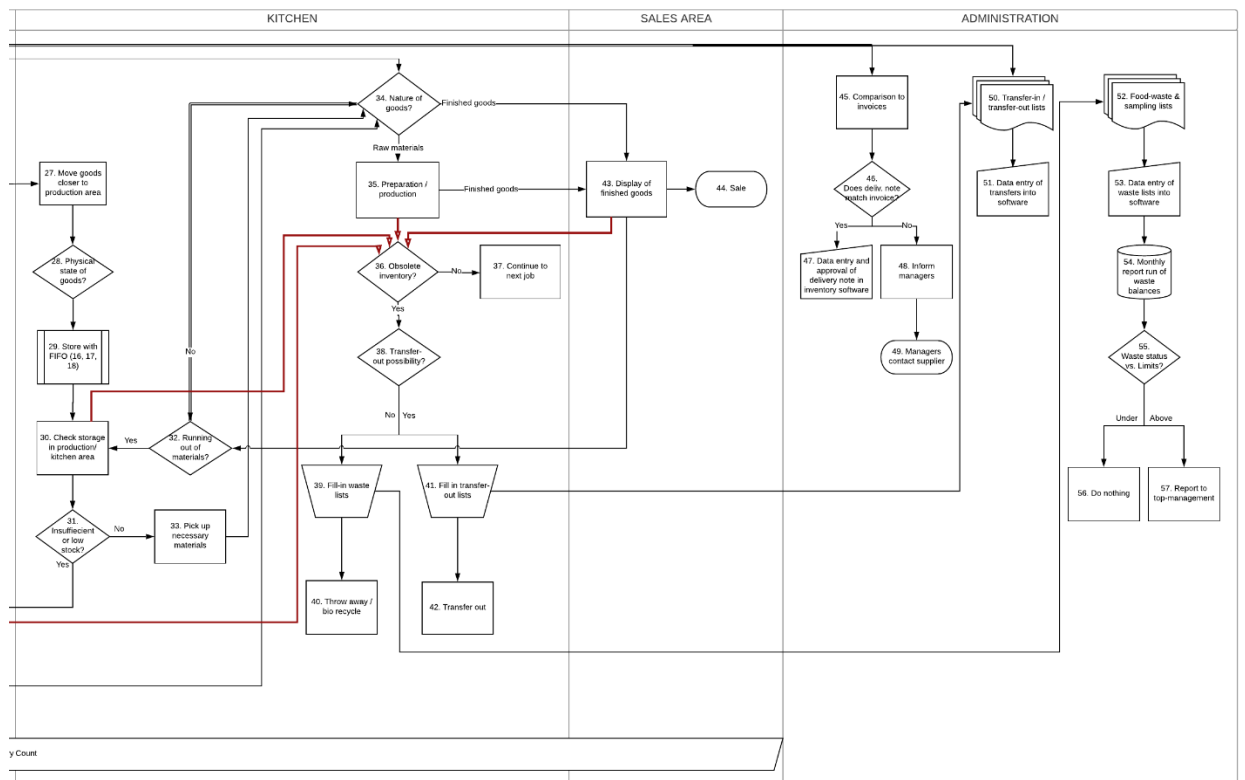 KITCHEN
SALES AREA
ADMINISTRATION
34. Nature of
goods?
Finished goods
Raw materials
27. Move goods
closer to
production area
35. Preparation /
production
Finished goods
43. Display of
finished goods
44. Sale
45. Comparison to
invoices
50. Transfer-in /
transfer-out lists
52. Food-waste &
sampling lists
46.
Does deliv. note
match invoice?
51. Data entry of
transfers into
software
53. Data entry of
waste lists into
software
Yes
No
28. Physical
state of
goods?
36. Obsolete
inventory?
No
37. Continue to
next job
47. Data entry and
approval of
delivery note in
inventory software
48. Inform
managers
54. Monthly
report run of
waste
balances
Yes
29. Store with
FIFO (16, 17,
18)
No
38. Transfer-
out possibility?
49. Managers
contact supplier
55.
Waste status
vs. Limits?
No
Yes
Under
Above
30. Check storage
in production/
kitchen area
Yes
32. Running
out of
materials?
39. Fill-in waste
lists
41. Fill in transfer-
out lists
56. Do nothing
57. Report to
top-management
31.
Insuffiecient
or low
stock?
No
33. Pick up
necessary
materials
Yes
40. Throw away /
bio recycle
42. Transfer out
y Count